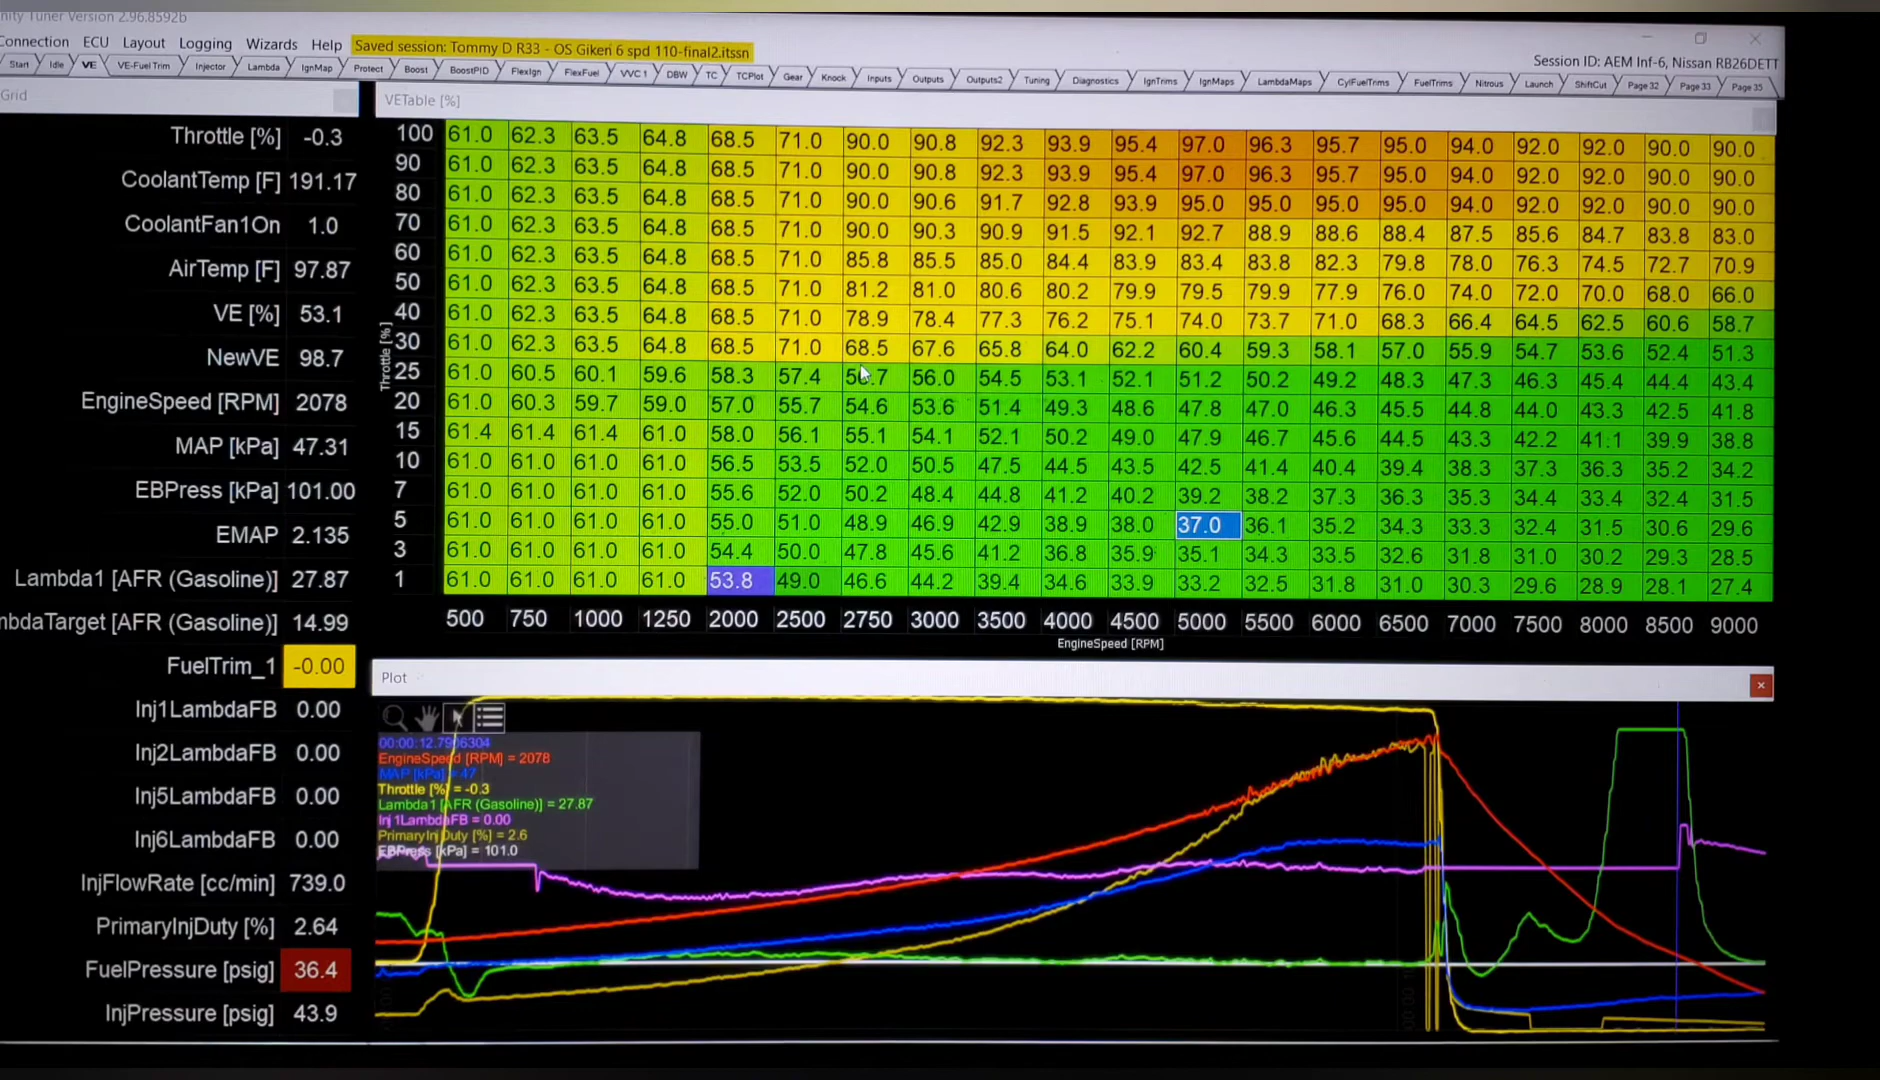 nity Tuner Version 2.96.8592b
Connection ECU Layout Logging Wizards Help Saved session: Tommy D R33 - OS Giken 6 spd 110-final2.itssn
Session ID: AEM Inf-6, Nissan RB26DETT
Start Idle VE VE-Fuel Trim Injector Lambda IgnMap Protect Boost BoostPID FlexIgn FlexFuel VVC 1 DBW TC TCPlot Gear Knock Inputs Outputs Outputs2 Tuning Diagnostics IgnTrims IgnMaps LambdaMaps CylFuelTrims FuelTrims Nitrous Launch ShiftCut Page 32 Page 33 Page 35
Grid
Throttle [%] -0.3
CoolantTemp [F] 191.17
CoolantFan1On 1.0
AirTemp [F] 97.87
VE [%] 53.1
NewVE 98.7
EngineSpeed [RPM] 2078
MAP [kPa] 47.31
EBPress [kPa] 101.00
EMAP 2.135
Lambda1 [AFR (Gasoline)] 27.87
mbdaTarget [AFR (Gasoline)] 14.99
FuelTrim_1 -0.00
Inj1LambdaFB 0.00
Inj2LambdaFB 0.00
Inj5LambdaFB 0.00
Inj6LambdaFB 0.00
InjFlowRate [cc/min] 739.0
PrimaryInjDuty [%] 2.64
FuelPressure [psig] 36.4
InjPressure [psig] 43.9
VETable [%]
Throttle [%]
100 61.0 62.3 63.5 64.8 68.5 71.0 90.0 90.8 92.3 93.9 95.4 97.0 96.3 95.7 95.0 94.0 92.0 92.0 90.0 90.0
90 61.0 62.3 63.5 64.8 68.5 71.0 90.0 90.8 92.3 93.9 95.4 97.0 96.3 95.7 95.0 94.0 92.0 92.0 90.0 90.0
80 61.0 62.3 63.5 64.8 68.5 71.0 90.0 90.6 91.7 92.8 93.9 95.0 95.0 95.0 95.0 94.0 92.0 92.0 90.0 90.0
70 61.0 62.3 63.5 64.8 68.5 71.0 90.0 90.3 90.9 91.5 92.1 92.7 88.9 88.6 88.4 87.5 85.6 84.7 83.8 83.0
60 61.0 62.3 63.5 64.8 68.5 71.0 85.8 85.5 85.0 84.4 83.9 83.4 83.8 82.3 79.8 78.0 76.3 74.5 72.7 70.9
50 61.0 62.3 63.5 64.8 68.5 71.0 81.2 81.0 80.6 80.2 79.9 79.5 79.9 77.9 76.0 74.0 72.0 70.0 68.0 66.0
40 61.0 62.3 63.5 64.8 68.5 71.0 78.9 78.4 77.3 76.2 75.1 74.0 73.7 71.0 68.3 66.4 64.5 62.5 60.6 58.7
30 61.0 62.3 63.5 64.8 68.5 71.0 68.5 67.6 65.8 64.0 62.2 60.4 59.3 58.1 57.0 55.9 54.7 53.6 52.4 51.3
25 61.0 60.5 60.1 59.6 58.3 57.4 56.7 56.0 54.5 53.1 52.1 51.2 50.2 49.2 48.3 47.3 46.3 45.4 44.4 43.4
20 61.0 60.3 59.7 59.0 57.0 55.7 54.6 53.6 51.4 49.3 48.6 47.8 47.0 46.3 45.5 44.8 44.0 43.3 42.5 41.8
15 61.4 61.4 61.4 61.0 58.0 56.1 55.1 54.1 52.1 50.2 49.0 47.9 46.7 45.6 44.5 43.3 42.2 41.1 39.9 38.8
10 61.0 61.0 61.0 61.0 56.5 53.5 52.0 50.5 47.5 44.5 43.5 42.5 41.4 40.4 39.4 38.3 37.3 36.3 35.2 34.2
7 61.0 61.0 61.0 61.0 55.6 52.0 50.2 48.4 44.8 41.2 40.2 39.2 38.2 37.3 36.3 35.3 34.4 33.4 32.4 31.5
5 61.0 61.0 61.0 61.0 55.0 51.0 48.9 46.9 42.9 38.9 38.0 37.0 36.1 35.2 34.3 33.3 32.4 31.5 30.6 29.6
3 61.0 61.0 61.0 61.0 54.4 50.0 47.8 45.6 41.2 36.8 35.9 35.1 34.3 33.5 32.6 31.8 31.0 30.2 29.3 28.5
1 61.0 61.0 61.0 61.0 53.8 49.0 46.6 44.2 39.4 34.6 33.9 33.2 32.5 31.8 31.0 30.3 29.6 28.9 28.1 27.4
500 750 1000 1250 2000 2500 2750 3000 3500 4000 4500 5000 5500 6000 6500 7000 7500 8000 8500 9000
EngineSpeed [RPM]
Plot
EngineSpeed [RPM] = 2078
MAP [kPa] = 47
Throttle [%] = -0.3
Lambda1 [AFR (Gasoline)] = 27.87
Inj1LambdaFB = 0.00
PrimaryInjDuty [%] = 2.6
EBPress [kPa] = 101.0